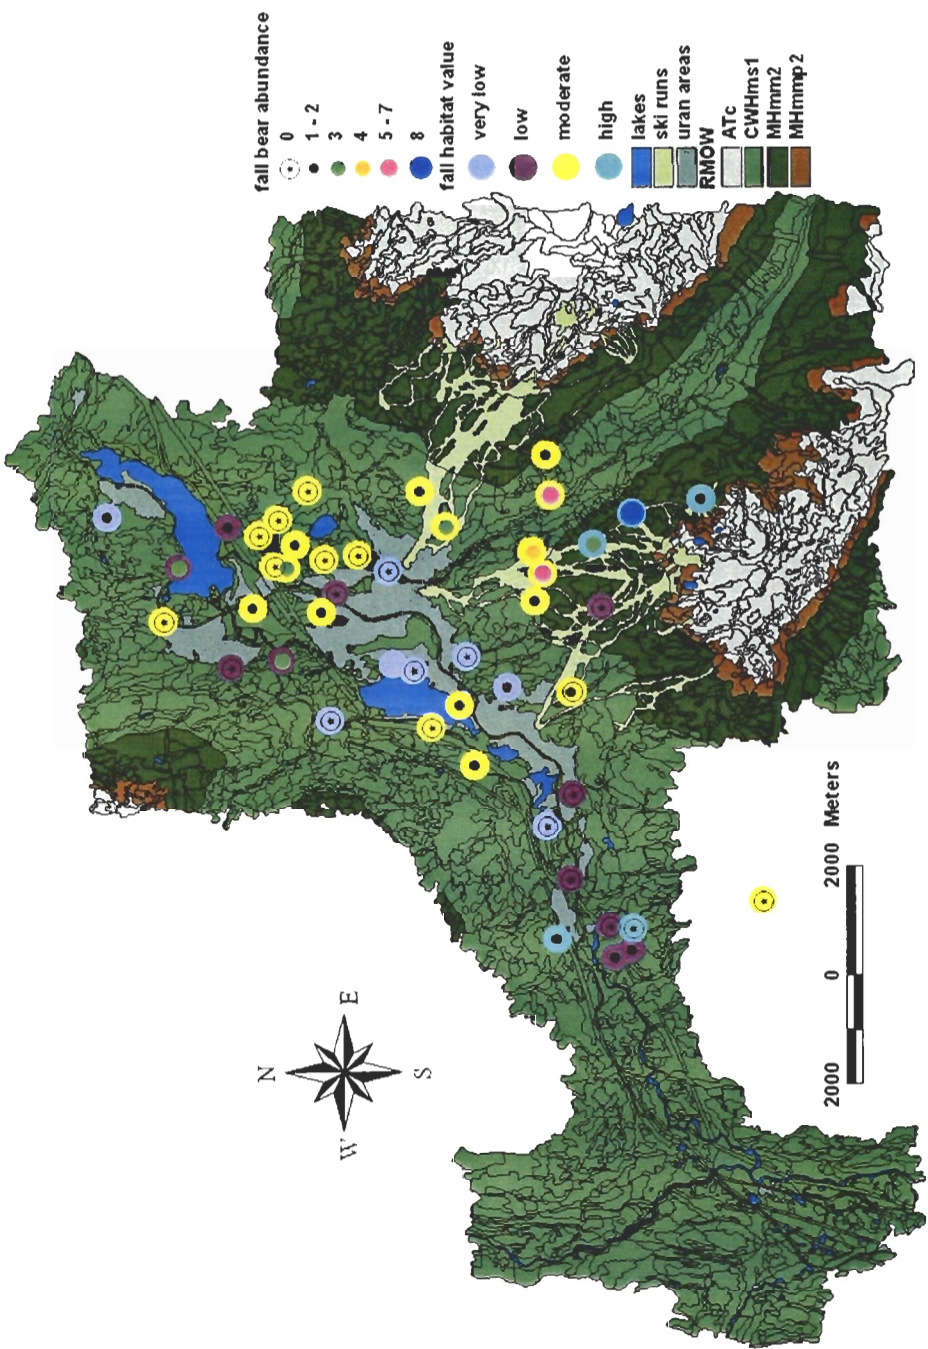 fall bear abundance
0
1 - 2
3
4
5 - 7
8
fall habitat value
very low
low
moderate
high
lakes
ski runs
uran areas
RMOW
ATc
CWHms1
MHmm2
MHmmp2
N
W
E
S
2000
0
2000 Meters